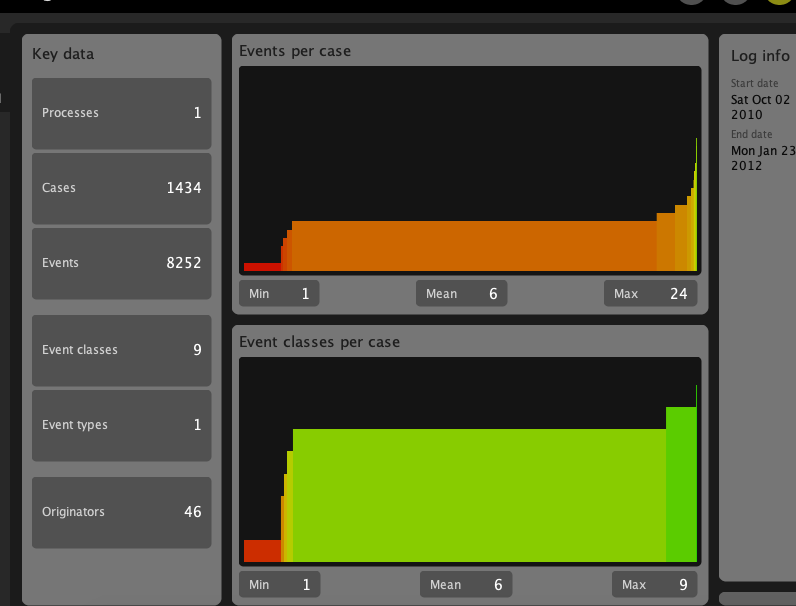 Key data
Processes 1
Cases 1434
Events 8252
Event classes 9
Event types 1
Originators 46
Events per case
Min 1 Mean 6 Max 24
Event classes per case
Min 1 Mean 6 Max 9
Log info
Start date
Sat Oct 02
2010
End date
Mon Jan 23
2012